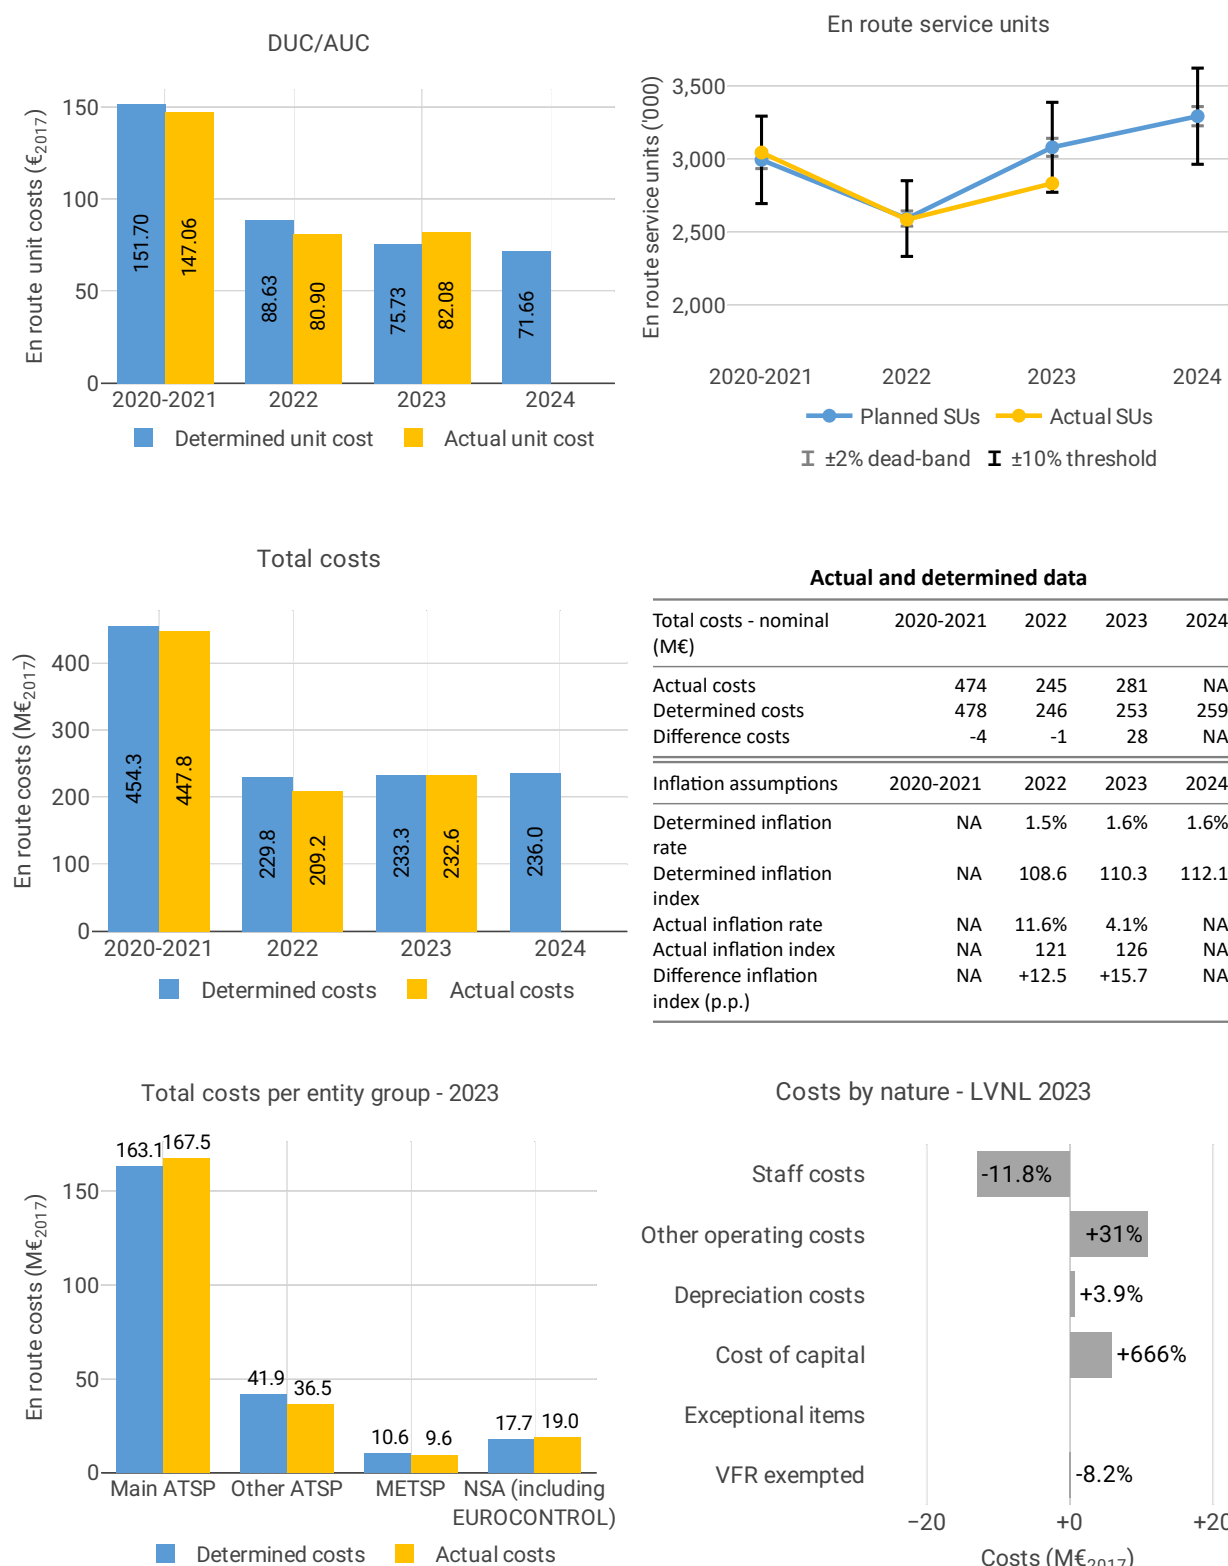 DUC/AUC
En route unit costs (€2017)
150
100
50
0
151.70
147.06
88.63
80.90
75.73
82.08
71.66
2020-2021 2022 2023 2024
Determined unit cost Actual unit cost
En route service units
En route service units ('000)
3,500
3,000
2,500
2,000
2020-2021 2022 2023 2024
Planned SUs Actual SUs
±2% dead-band ±10% threshold
Total costs
En route costs (M€2017)
400
300
200
100
0
454.3
447.8
229.8
209.2
233.3
232.6
236.0
2020-2021 2022 2023 2024
Determined costs Actual costs
Actual and determined data
Total costs - nominal 2020-2021 2022 2023 2024
(M€)
Actual costs 474 245 281 NA
Determined costs 478 246 253 259
Difference costs -4 -1 28 NA
Inflation assumptions 2020-2021 2022 2023 2024
Determined inflation NA 1.5% 1.6% 1.6%
rate
Determined inflation NA 108.6 110.3 112.1
index
Actual inflation rate NA 11.6% 4.1% NA
Actual inflation index NA 121 126 NA
Difference inflation NA +12.5 +15.7 NA
index (p.p.)
Total costs per entity group - 2023
En route costs (M€2017)
150
100
50
0
163.1 167.5
41.9 36.5
10.6 9.6
17.7 19.0
Main ATSP Other ATSP METSP NSA (including
EUROCONTROL)
Determined costs Actual costs
Costs by nature - LVNL 2023
Staff costs -11.8%
Other operating costs +31%
Depreciation costs +3.9%
Cost of capital +666%
Exceptional items
VFR exempted -8.2%
−20 +0 +20
Costs (M€2017)